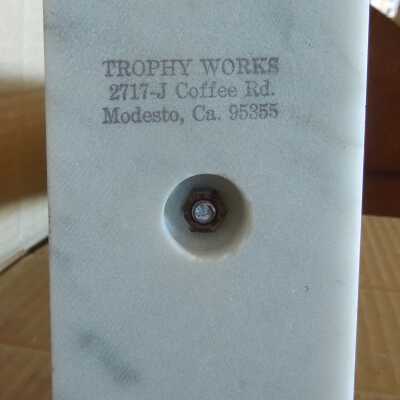 TROPHY WORKS
2717-J Coffee Rd.
Modesto, Ca. 95355